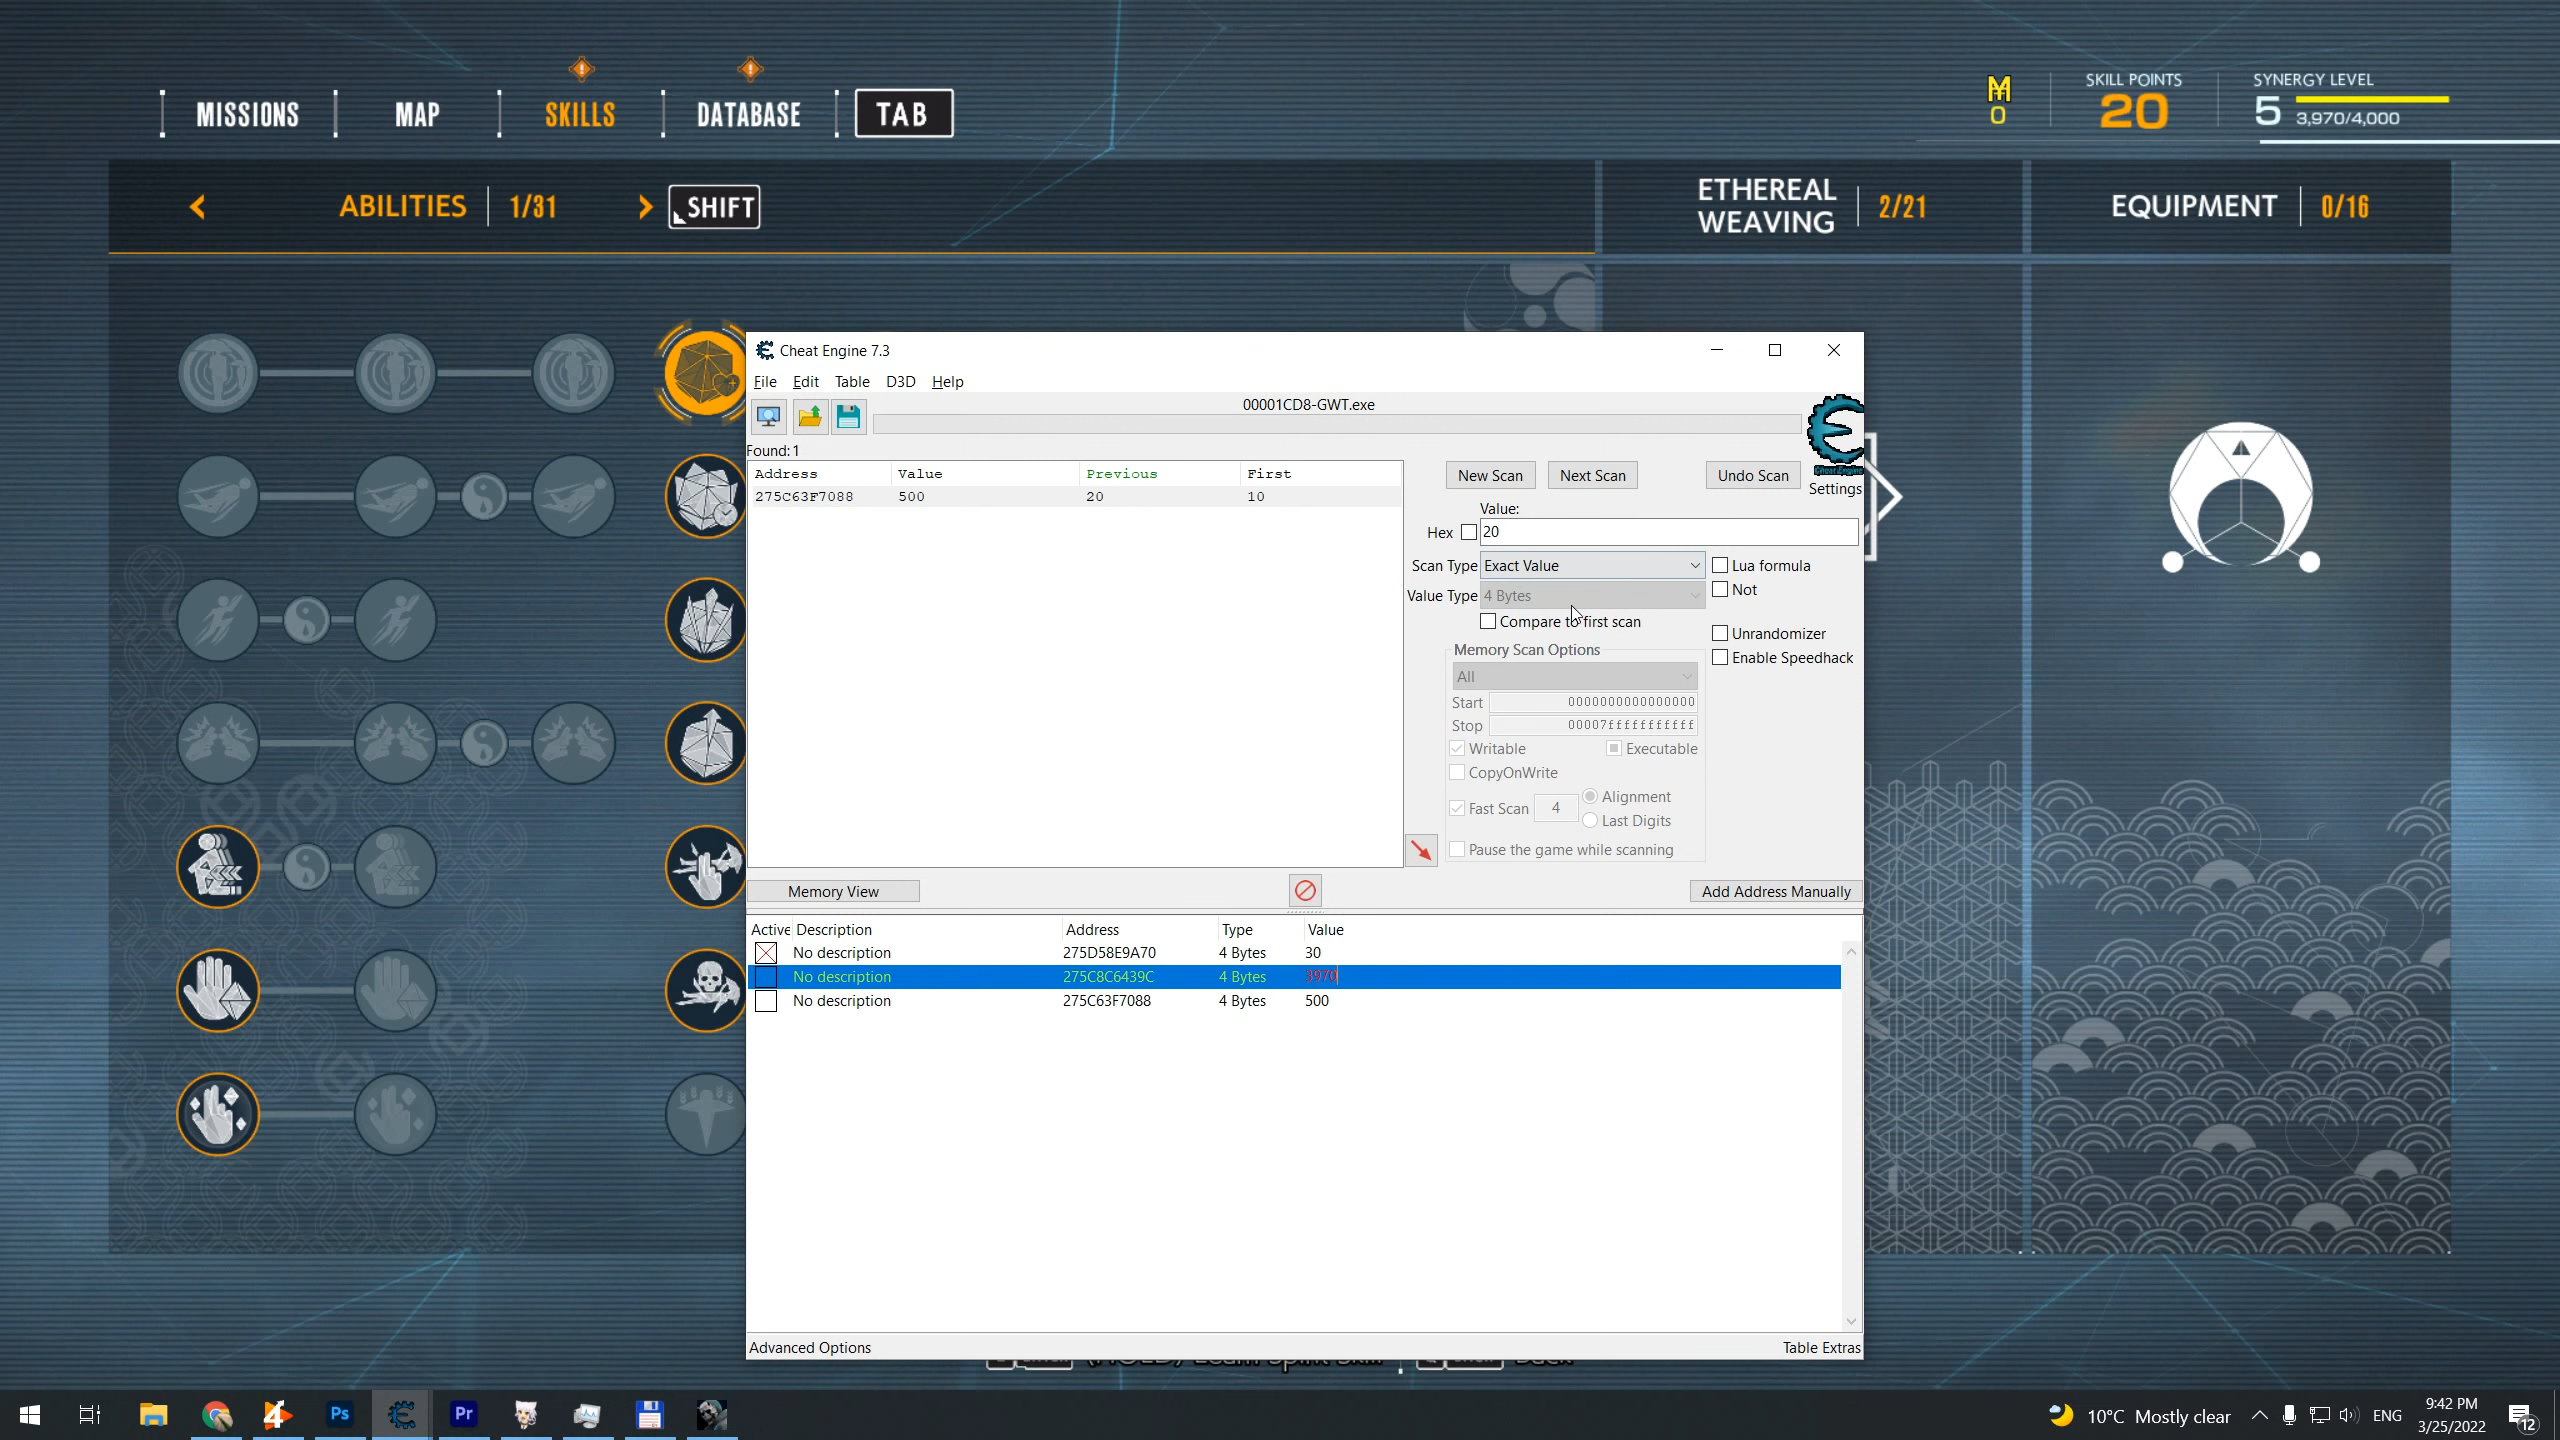 MISSIONS
MAP
SKILLS
DATABASE
TAB
0
SKILL POINTS
20
SYNERGY LEVEL
5
3,970/4,000
ABILITIES
1/31
SHIFT
ETHEREAL
WEAVING
2/21
EQUIPMENT
0/16
Cheat Engine 7.3
File Edit Table D3D Help
00001CD8-GWT.exe
Found: 1
Address Value Previous First
275C63F7088 500 20 10
New Scan
Next Scan
Undo Scan
Cheat Engine
Settings
Value:
Hex 20
Scan Type Exact Value
Lua formula
Value Type 4 Bytes
Not
Compare to first scan
Unrandomizer
Enable Speedhack
Memory Scan Options
All
Start 0000000000000000
Stop 00007fffffffffff
Writable Executable
CopyOnWrite
Fast Scan 4 Alignment
Last Digits
Pause the game while scanning
Memory View
Add Address Manually
Active Description Address Type Value
No description 275D58E9A70 4 Bytes 30
No description 275C8C6439C 4 Bytes 3970
No description 275C63F7088 4 Bytes 500
Advanced Options
Table Extras
4
Ps
Pr
10°C Mostly clear
ENG
9:42 PM
3/25/2022
12